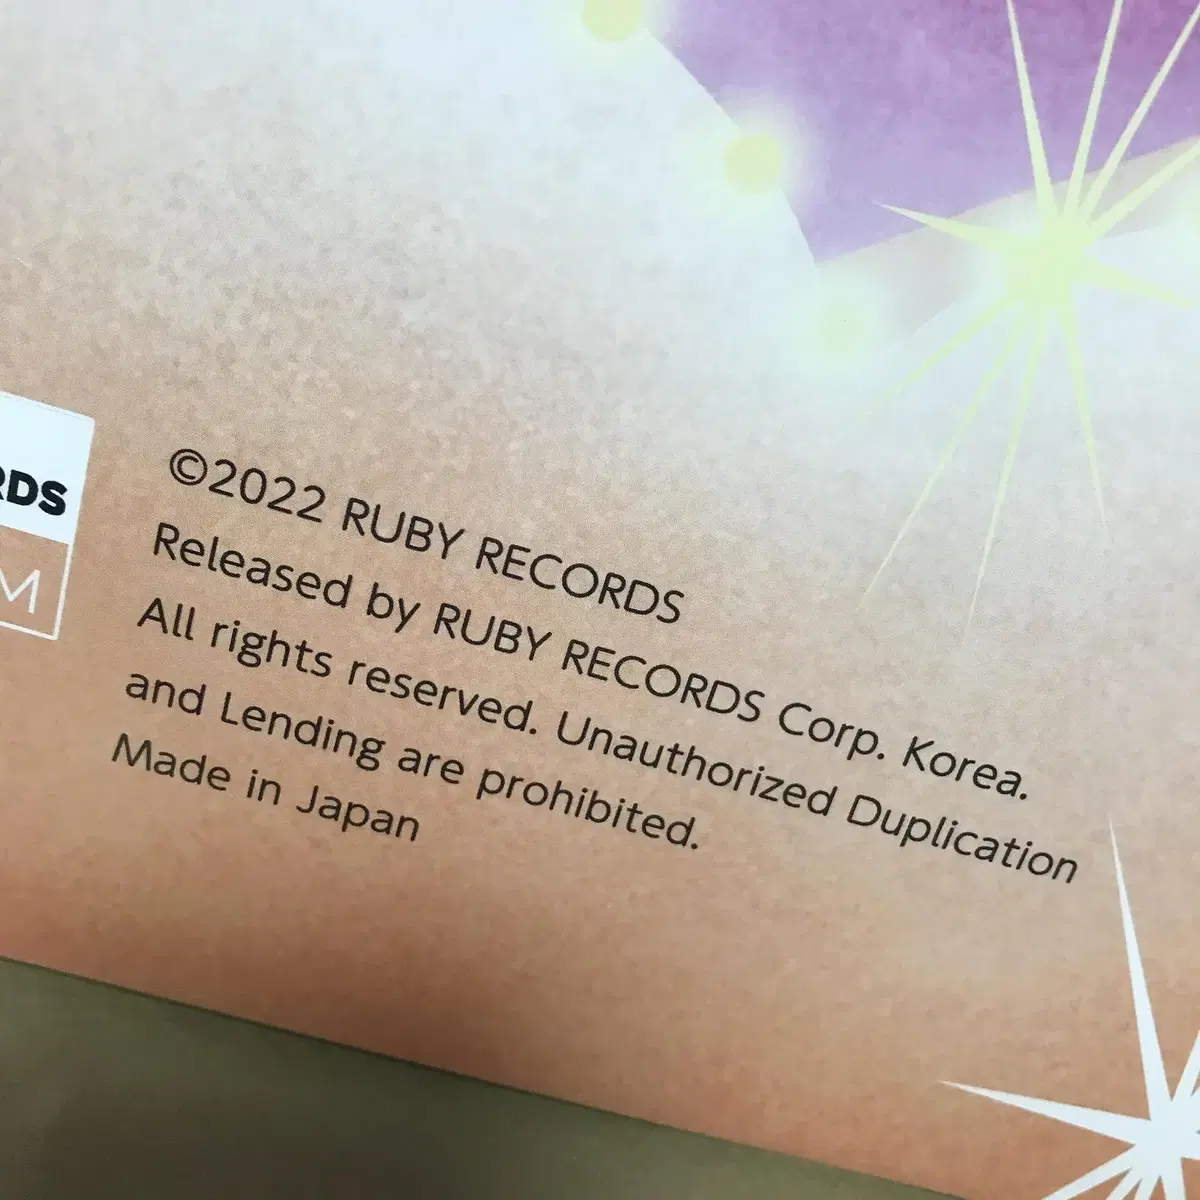 RDS
M
©2022 RUBY RECORDS
Released by RUBY RECORDS Corp. Korea.
All rights reserved. Unauthorized Duplication
and Lending are prohibited.
Made in Japan